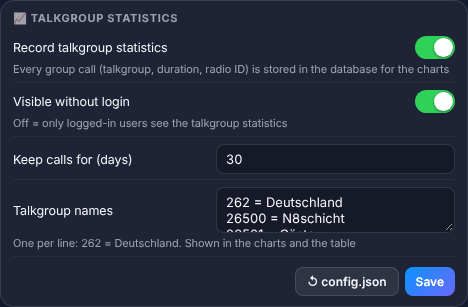 TALKGROUP STATISTICS
Record talkgroup statistics
Every group call (talkgroup, duration, radio ID) is stored in the database for the charts
Visible without login
Off = only logged-in users see the talkgroup statistics
Keep calls for (days)
30
Talkgroup names
262 = Deutschland
26500 = N8schicht
One per line: 262 = Deutschland. Shown in the charts and the table
↺ config.json
Save